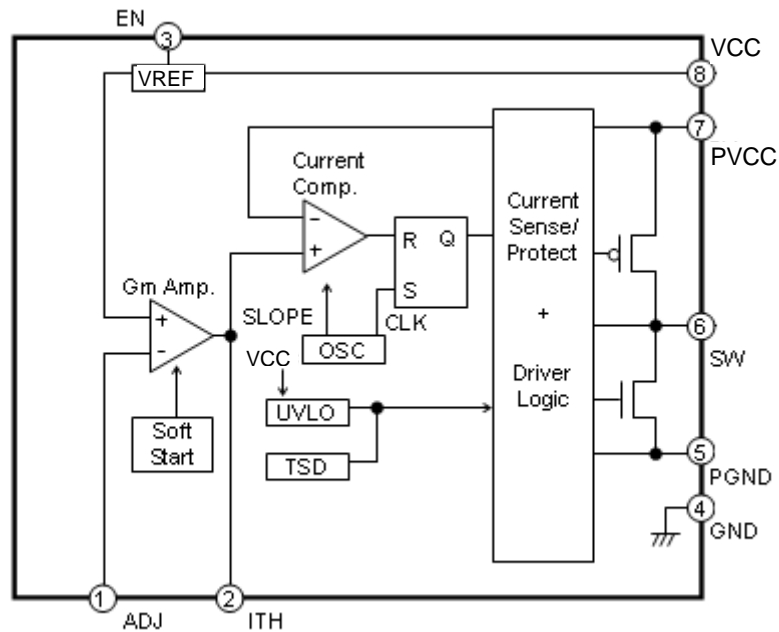 EN
3
VCC
8
VREF
7
PVCC
Current
Comp.
-
+
R Q
S
Current
Sense/
Protect
+
Driver
Logic
Gm Amp.
+
-
SLOPE
CLK
OSC
6
SW
VCC
UVLO
Soft
Start
TSD
5
PGND
4
GND
1
ADJ
2
ITH